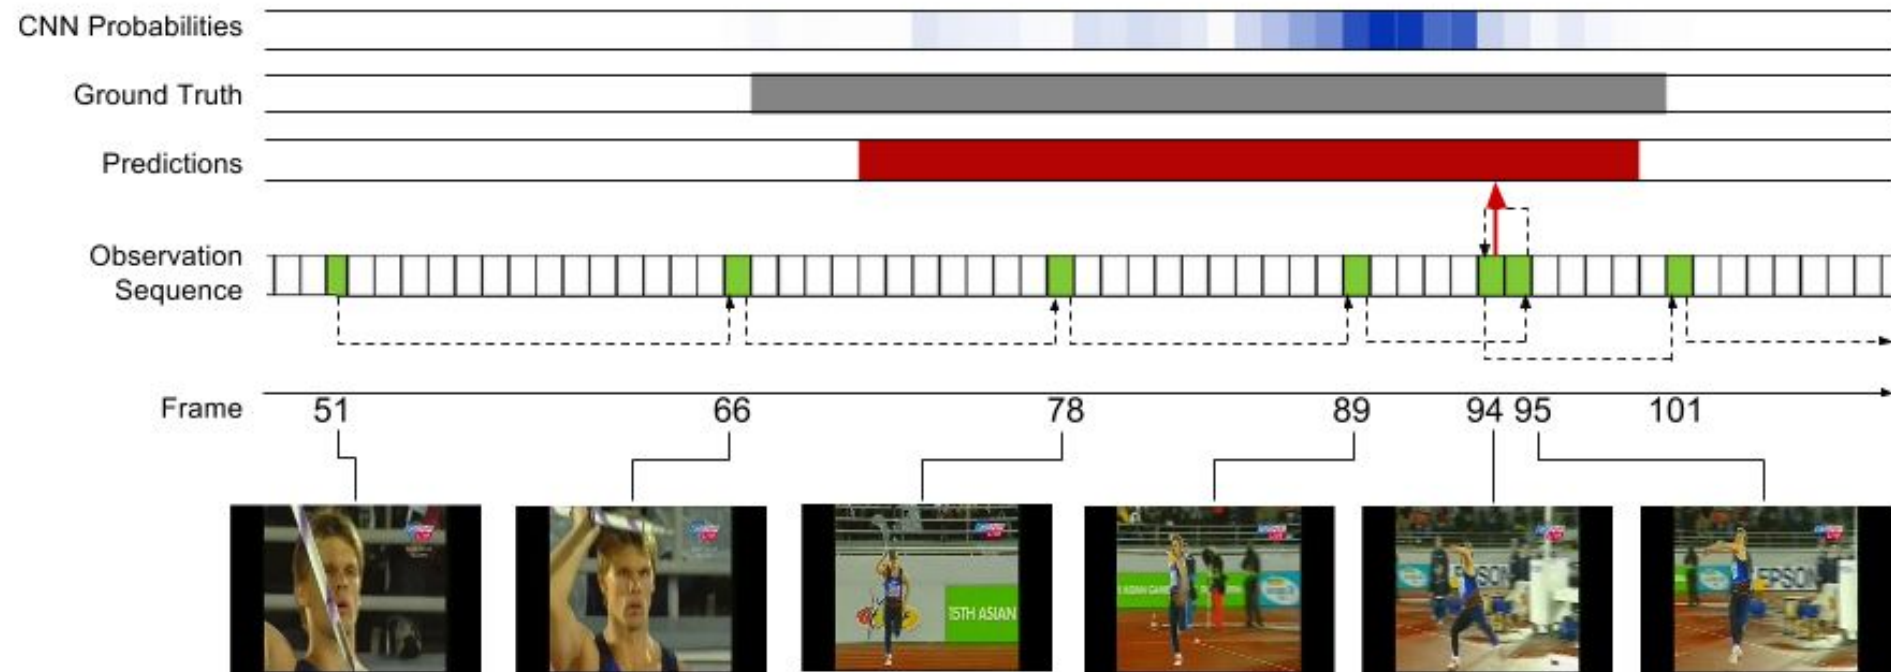 CNN Probabilities
Ground Truth
Predictions
Observation
Sequence
Frame
51 66 78 89 94 95 101
15TH ASIAN